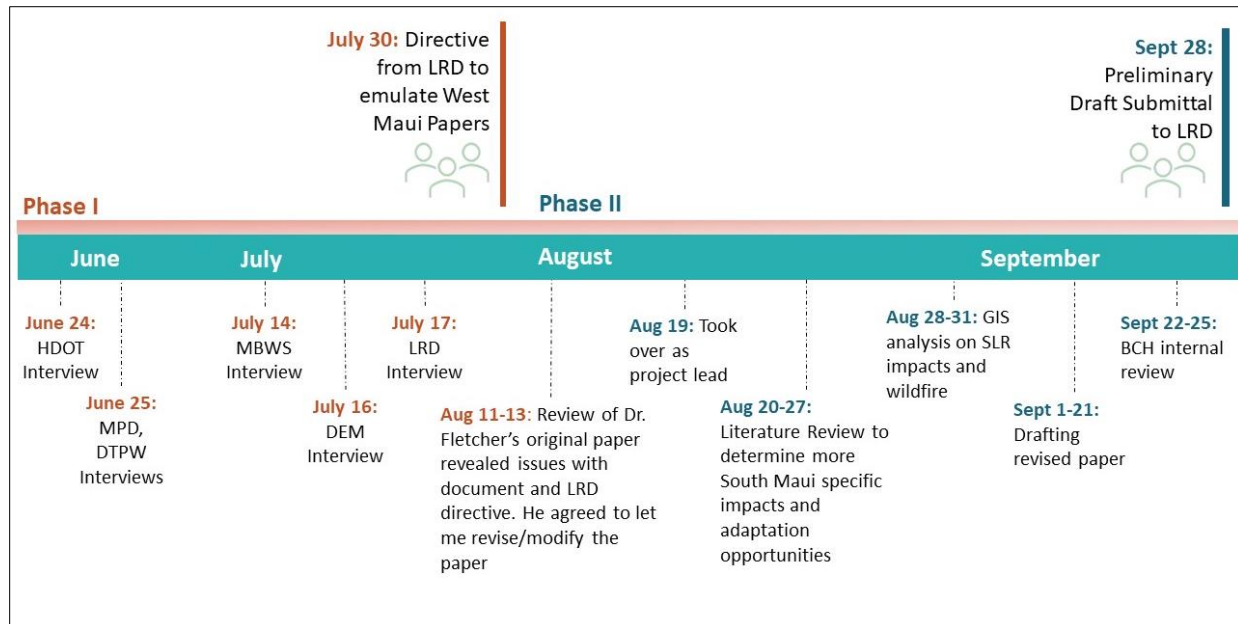 July 30: Directive
from LRD to
emulate West
Maui Papers
Sept 28:
Preliminary
Draft Submittal
to LRD
Phase I
Phase II
June
July
August
September
June 24:
HDOT
Interview
June 25:
MPD,
DTPW
Interviews
July 14:
MBWS
Interview
July 16:
DEM
Interview
July 17:
LRD
Interview
Aug 11-13: Review of Dr.
Fletcher's original paper
revealed issues with
document and LRD
directive. He agreed to let
me revise/modify the
paper
Aug 19: Took
over as
project lead
Aug 20-27:
Literature Review to
determine more
South Maui specific
impacts and
adaptation
opportunities
Aug 28-31: GIS
analysis on SLR
impacts and
wildfire
Sept 1-21:
Drafting
revised paper
Sept 22-25:
BCH internal
review